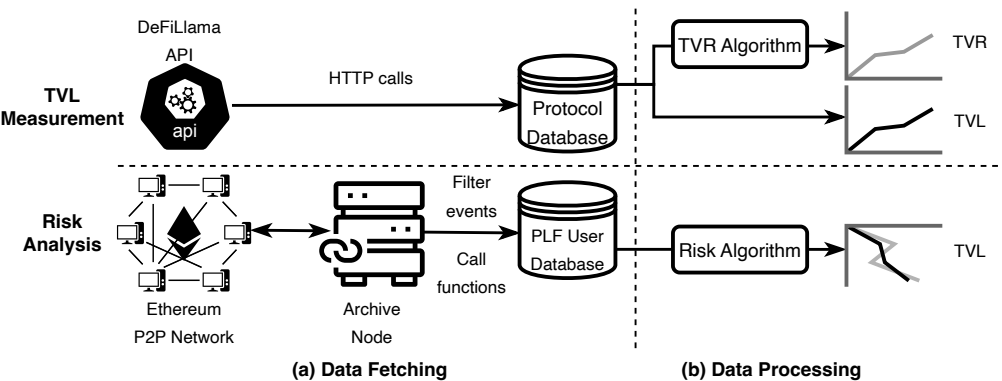 DeFiLlama
API
api
TVL
Measurement
HTTP calls
Protocol
Database
TVR Algorithm
TVR
TVL
Risk
Analysis
Ethereum
P2P Network
Archive
Node
Filter
events
Call
functions
PLF User
Database
Risk Algorithm
TVL
(a) Data Fetching
(b) Data Processing